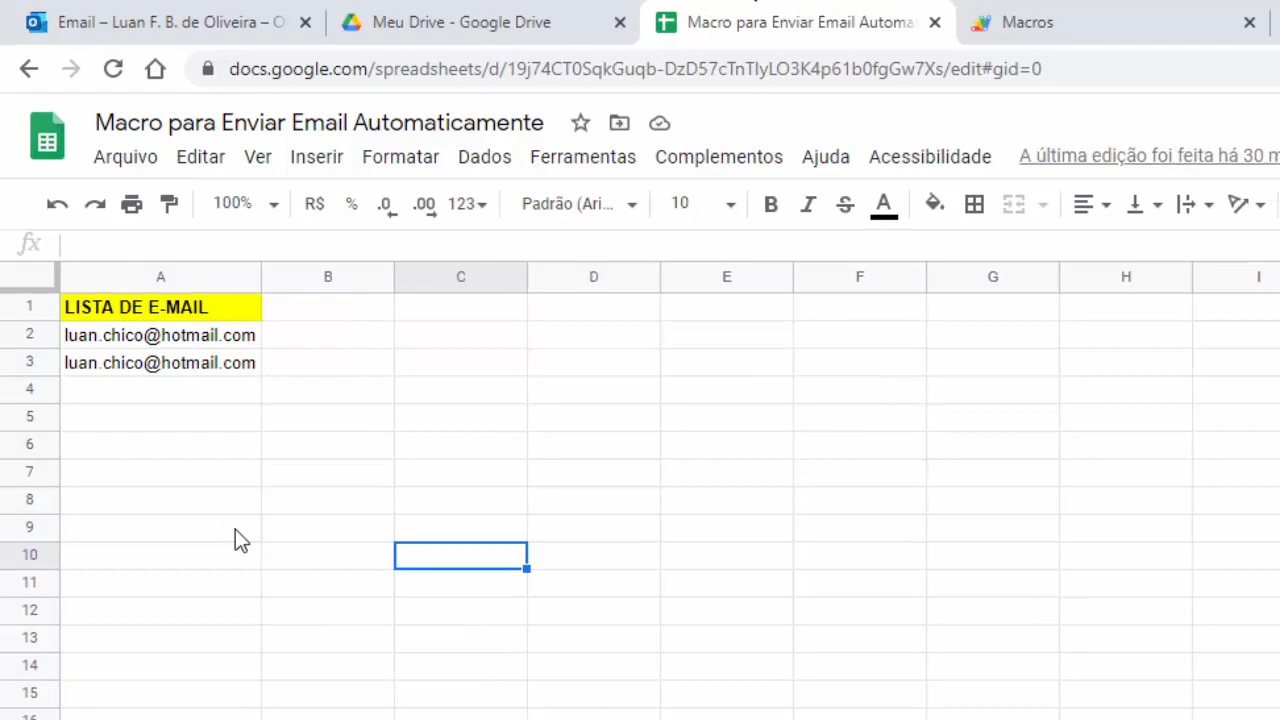 Email – Luan F. B. de Oliveira – O
Meu Drive - Google Drive
Macro para Enviar Email Automa
Macros
docs.google.com/spreadsheets/d/19j74CT0SqkGuqb-DzD57cTnTlyLO3K4p61b0fgGw7Xs/edit#gid=0
Macro para Enviar Email Automaticamente
Arquivo Editar Ver Inserir Formatar Dados Ferramentas Complementos Ajuda Acessibilidade A última edição foi feita há 30 m
100% R$ % .0 .00 123 Padrão (Ari... 10 B I S A
fx
A B C D E F G H I
1 LISTA DE E-MAIL
2 luan.chico@hotmail.com
3 luan.chico@hotmail.com
4
5
6
7
8
9
10
11
12
13
14
15
16